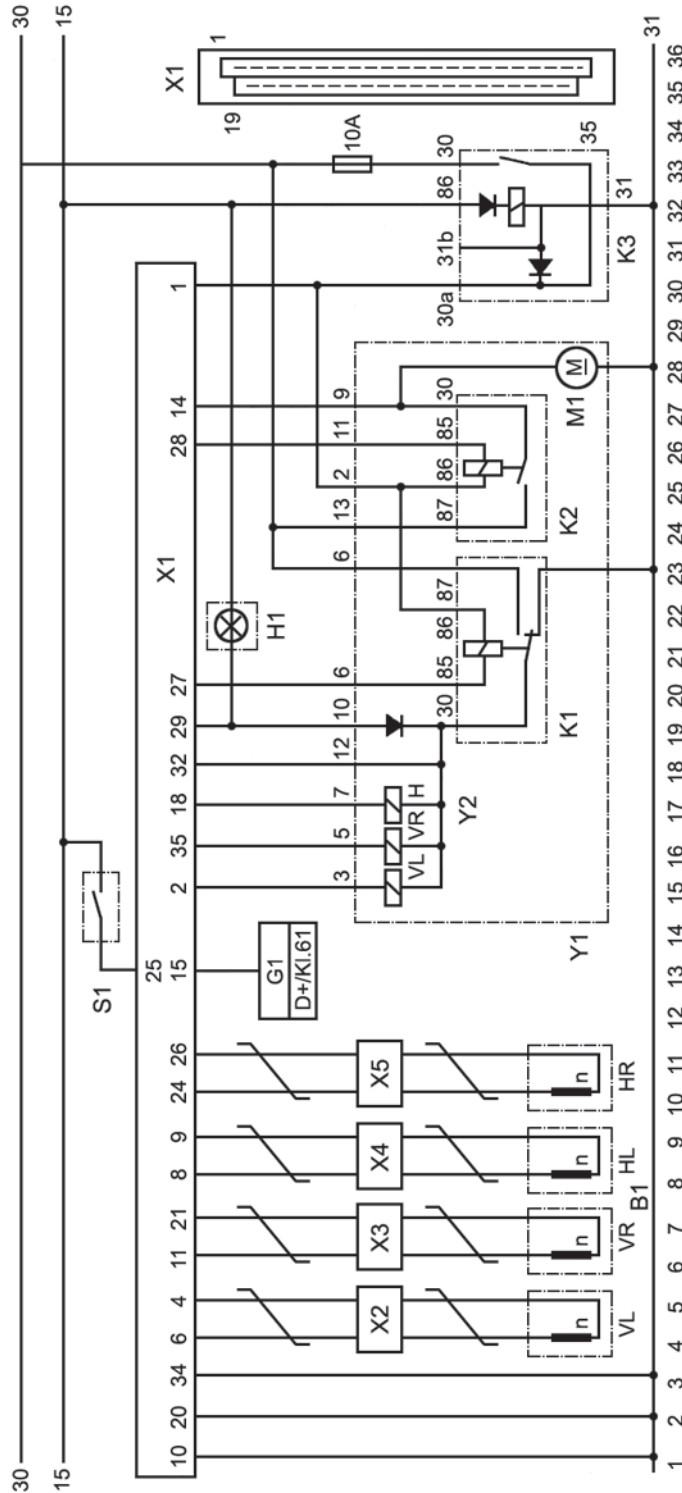 30 30
15 15
S1
25
10 20 34 6 4 11 21 8 9 24 26 15 2 35 18 32 29 27 28 14 1
X1
X1
1
19
G1
D+/Kl.61
H1
3 5 7 12 10 6 6 13 2 11 9
10A
X2 X3 X4 X5
VL VR H
30 85 86 87 87 86 85 30 30a 31b 86 30
Y2
n n n n
M
K1 K2 M1
Y1
35
VL VR HL HR
K3
31
B1
31
1 2 3 4 5 6 7 8 9 10 11 12 13 14 15 16 17 18 19 20 21 22 23 24 25 26 27 28 29 30 31 32 33 34 35 36